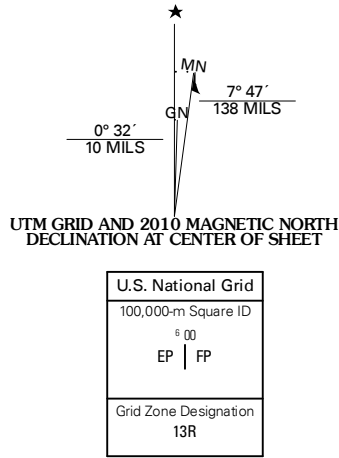 ★
MN
GN
7° 47´
138 MILS
0° 32´
10 MILS
UTM GRID AND 2010 MAGNETIC NORTH
DECLINATION AT CENTER OF SHEET
U.S. National Grid
100,000-m Square ID
6 00
EP | FP
Grid Zone Designation
13R